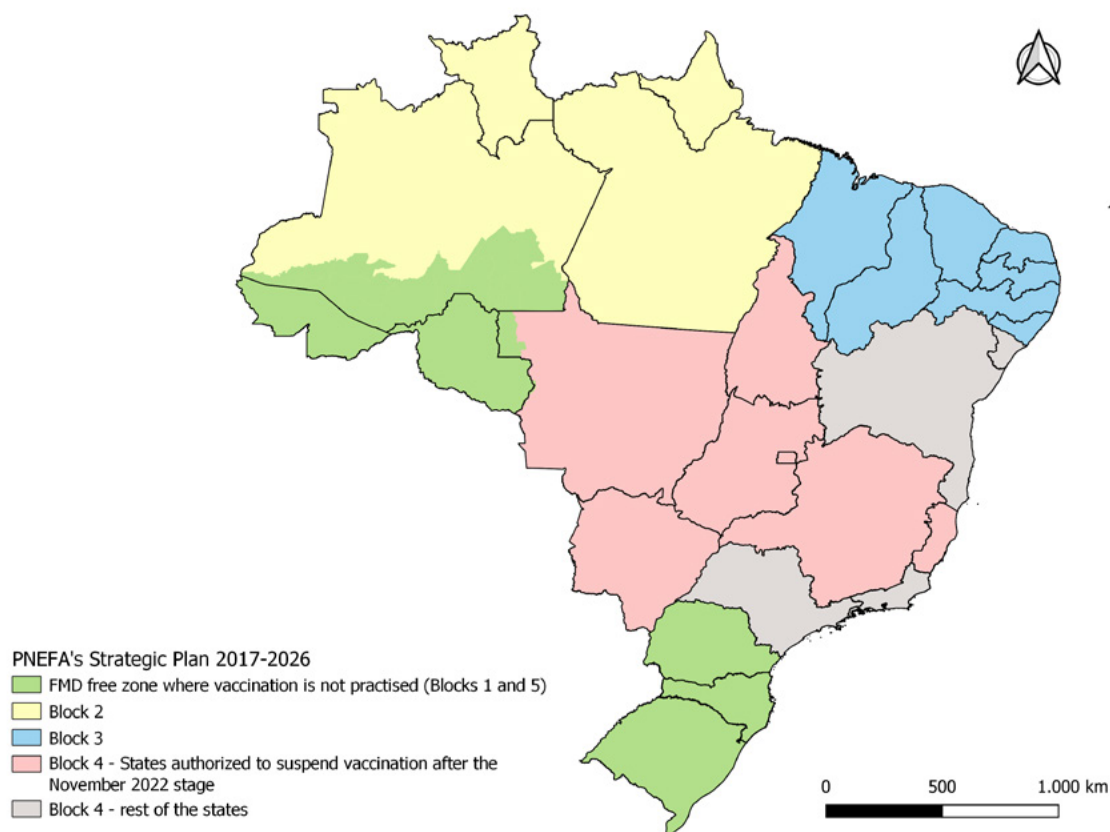 PNEFA's Strategic Plan 2017-2026
FMD free zone where vaccination is not practised (Blocks 1 and 5)
Block 2
Block 3
Block 4 - States authorized to suspend vaccination after the
November 2022 stage
Block 4 - rest of the states
0 500 1.000 km